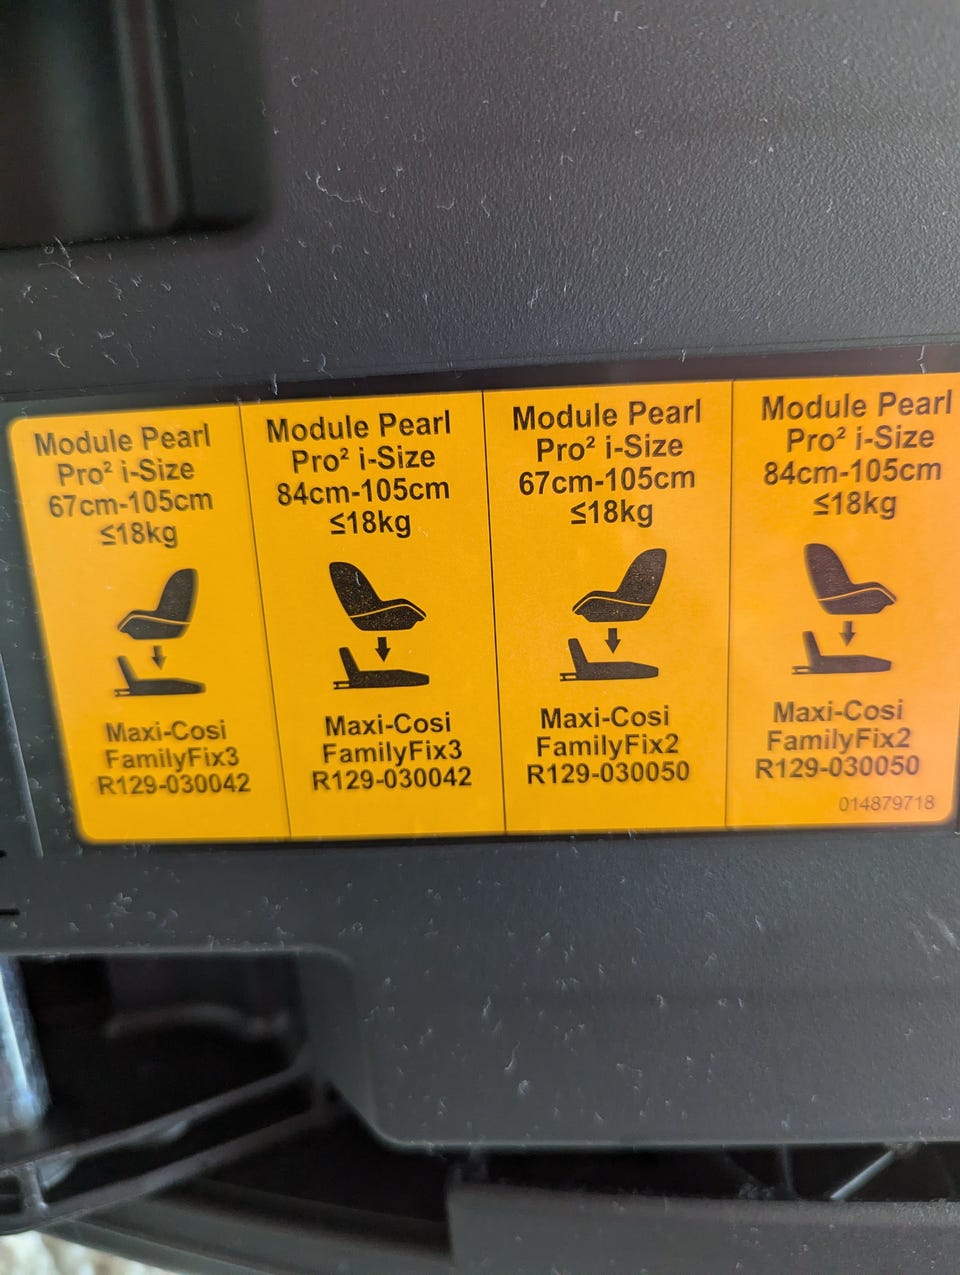 Module Pearl
Pro² i-Size
67cm-105cm
≤18kg
Maxi-Cosi
FamilyFix3
R129-030042
Module Pearl
Pro² i-Size
84cm-105cm
≤18kg
Maxi-Cosi
FamilyFix3
R129-030042
Module Pearl
Pro² i-Size
67cm-105cm
≤18kg
Maxi-Cosi
FamilyFix2
R129-030050
Module Pearl
Pro² i-Size
84cm-105cm
≤18kg
Maxi-Cosi
FamilyFix2
R129-030050
014879718